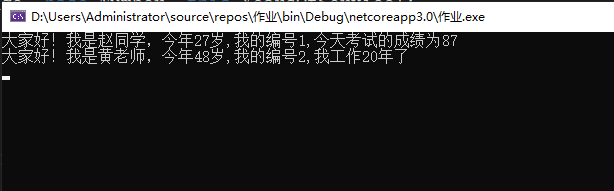 D:\Users\Administrator\source\repos\作业\bin\Debug\netcoreapp3.0\作业.exe
大家好! 我是赵同学，今年27岁,我的编号1,今天考试的成绩为87
大家好! 我是黄老师，今年48岁,我的编号2,我工作20年了